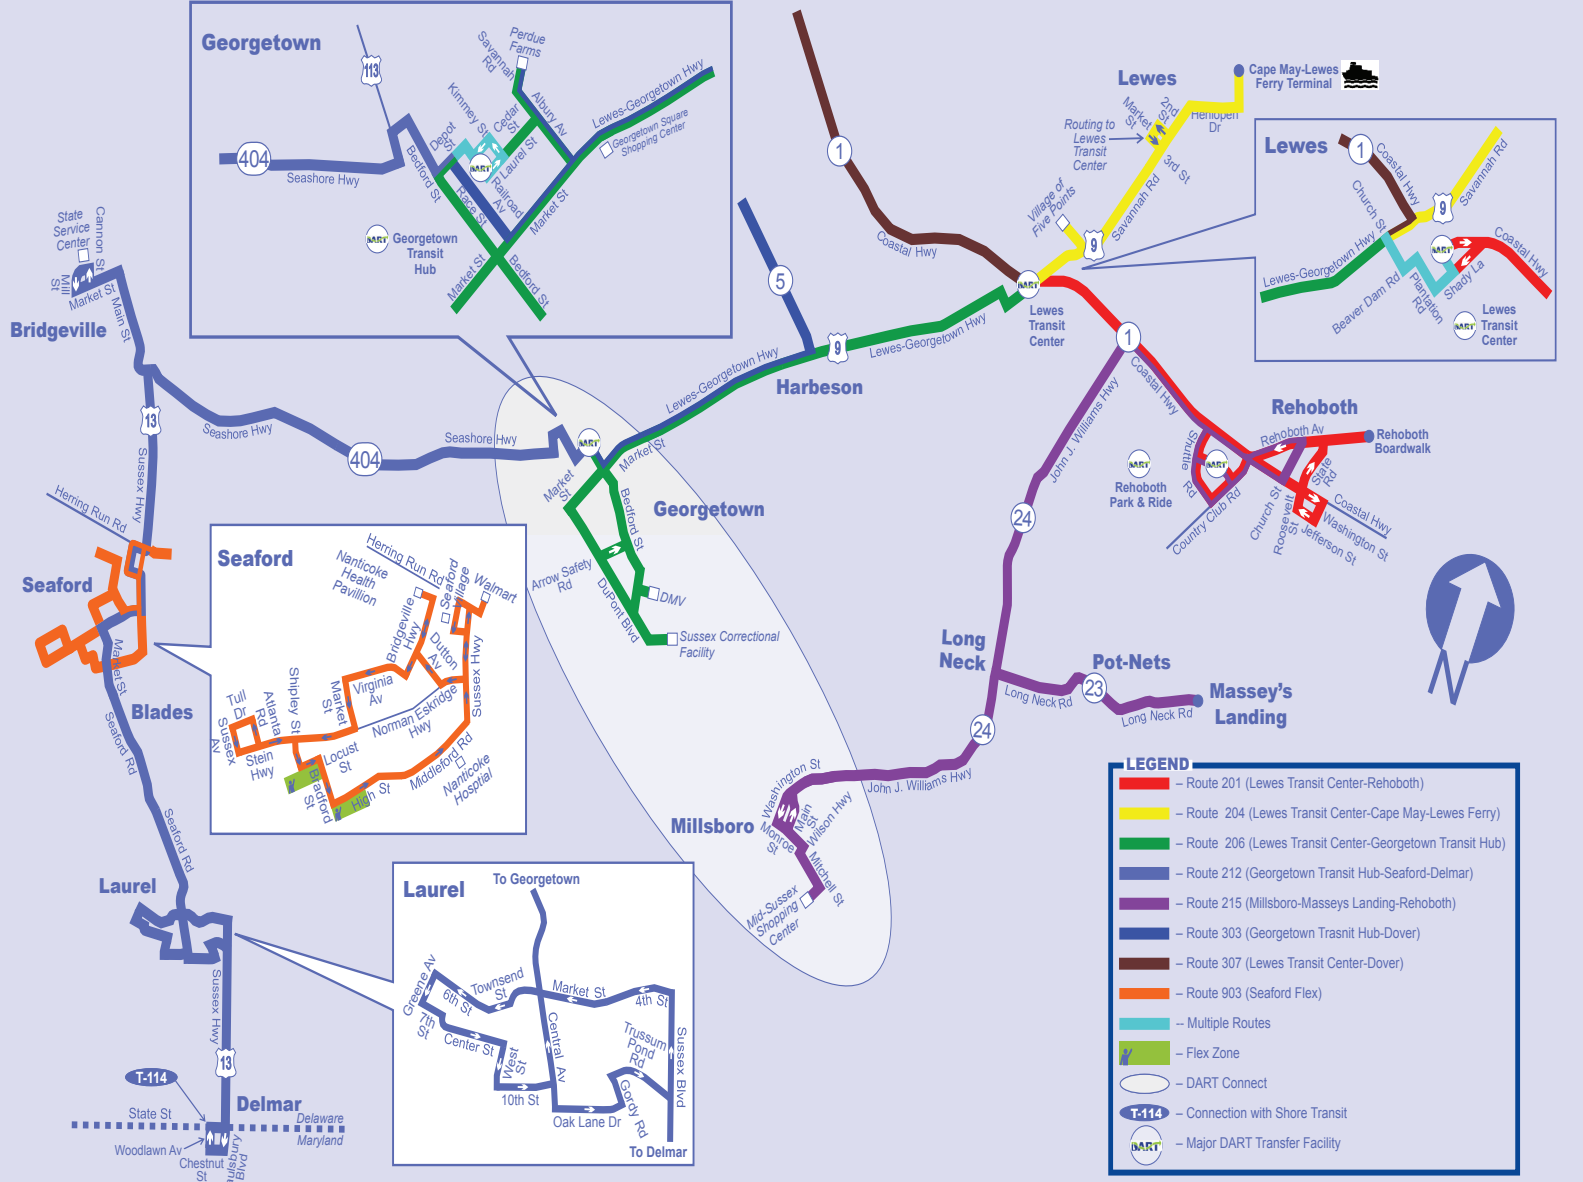 Georgetown
113
404
Seashore Hwy
Bedford St
Depot
St
Kimmey St
Cedar
St
Savannah
Rd
Perdue
Farms
Albury Av
Laurel St
Railroad
Av
Race St
Market St
Lewes-Georgetown Hwy
Georgetown Square
Shopping Center
DART
DART
Georgetown
Transit
Hub
Market St
Bedford St
1
Coastal Hwy
Lewes
Cape May-Lewes
Ferry Terminal
Henlopen
Dr
2nd
St
Market
St
Routing to
Lewes
Transit
Center
3rd St
Savannah Rd
Village of
Five Points
9
DART
Lewes
Transit
Center
Lewes
1
Coastal Hwy
Church St
9
Savannah Rd
Lewes-Georgetown Hwy
DART
Coastal Hwy
Shady La
Beaver Dam Rd
Plantation
Rd
DART
Lewes
Transit
Center
State
Service
Center
Cannon St
Mill
St
Market St
Main St
Bridgeville
13
Sussex Hwy
Seashore Hwy
404
Seashore Hwy
5
9
Lewes-Georgetown Hwy
Lewes-Georgetown Hwy
Harbeson
DART
Market St
Market
St
Georgetown
Bedford St
Arrow Safety
Rd
DuPont Blvd
DMV
Sussex Correctional
Facility
1
Coastal Hwy
John J. Williams Hwy
24
Rehoboth
Rehoboth Av
Rehoboth
Boardwalk
Shuttle
Rd
DART
DART
Rehoboth
Park & Ride
Country Club Rd
Church St
State
Rd
Roosevelt
St
Coastal Hwy
Washington St
Jefferson St
Herring Run Rd
Seaford
Market St
Blades
Seaford Rd
Seaford Rd
Seaford
Herring Run Rd
Nanticoke
Health
Pavillion
Bridgeville
Hwy
Seaford
Village
Walmart
Dutton
Av
Sussex Hwy
Virginia
Av
Market
St
Norman Eskridge
Hwy
Shipley St
Atlanta
Rd
Tull
Dr
Sussex
Av
Stein
Hwy
Locust
St
Bradford
St
High St
Middleford Rd
Nanticoke
Hosptial
Long
Neck
Long Neck Rd
Pot-Nets
23
Long Neck Rd
Massey's
Landing
24
John J. Williams Hwy
Washington St
Millsboro
Monroe
St
Main
St
Wilson Hwy
Mitchell St
Mid-Sussex
Shopping
Center
Laurel
Sussex Hwy
13
T-114
State St
Delmar
Delaware
Maryland
Woodlawn Av
Chestnut
St
Blvd
Laurel
To Georgetown
Greene Av
6th St
Townsend
St
Market St
4th St
7th
St
Center St
West
St
10th St
Central Av
Trussum
Pond
Rd
Sussex Blvd
Gordy Rd
Oak Lane Dr
To Delmar
LEGEND
– Route 201 (Lewes Transit Center-Rehoboth)
– Route 204 (Lewes Transit Center-Cape May-Lewes Ferry)
– Route 206 (Lewes Transit Center-Georgetown Transit Hub)
– Route 212 (Georgetown Transit Hub-Seaford-Delmar)
– Route 215 (Millsboro-Masseys Landing-Rehoboth)
– Route 303 (Georgetown Trasnit Hub-Dover)
– Route 307 (Lewes Transit Center-Dover)
– Route 903 (Seaford Flex)
-- Multiple Routes
– Flex Zone
– DART Connect
T-114 – Connection with Shore Transit
DART – Major DART Transfer Facility